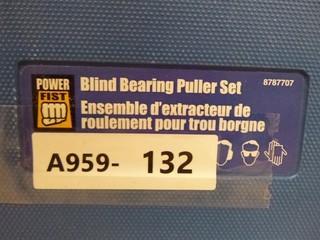 POWER
FIST
Blind Bearing Puller Set
8787707
Ensemble d'extracteur de
roulement pour trou borgne
A959- 132